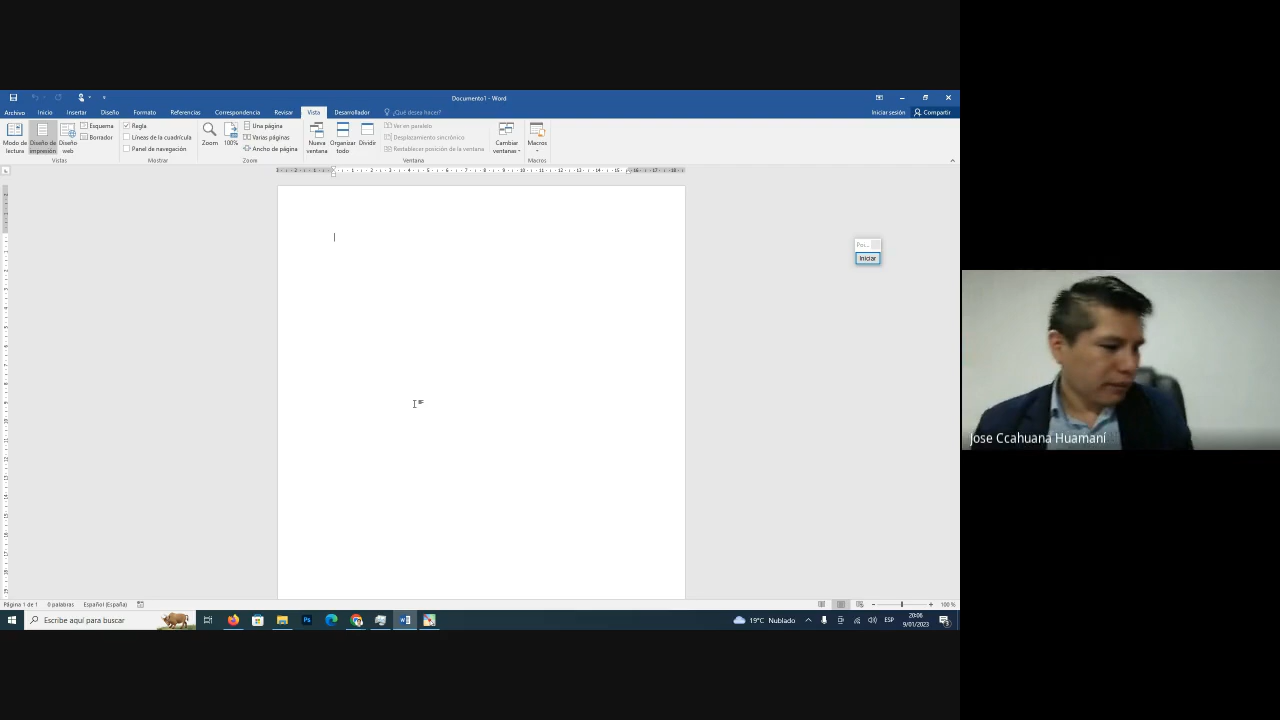 Documento1 - Word
Archivo Inicio Insertar Diseño Formato Referencias Correspondencia Revisar Vista Desarrollador ¿Qué desea hacer? Iniciar sesión Compartir
Modo de lectura
Diseño de impresión
Diseño web
Esquema
Borrador
Vistas
Regla
Líneas de la cuadrícula
Panel de navegación
Mostrar
Zoom
100%
Una página
Varias páginas
Ancho de página
Zoom
Nueva ventana
Organizar todo
Dividir
Ver en paralelo
Desplazamiento sincrónico
Restablecer posición de la ventana
Ventana
Cambiar ventanas
Macros
Macros
Iniciar
Jose Ccahuana Huamaní
Página 1 de 1 0 palabras Español (España) 100 %
Escribe aquí para buscar
19°C Nublado
ESP
20:06
9/01/2023